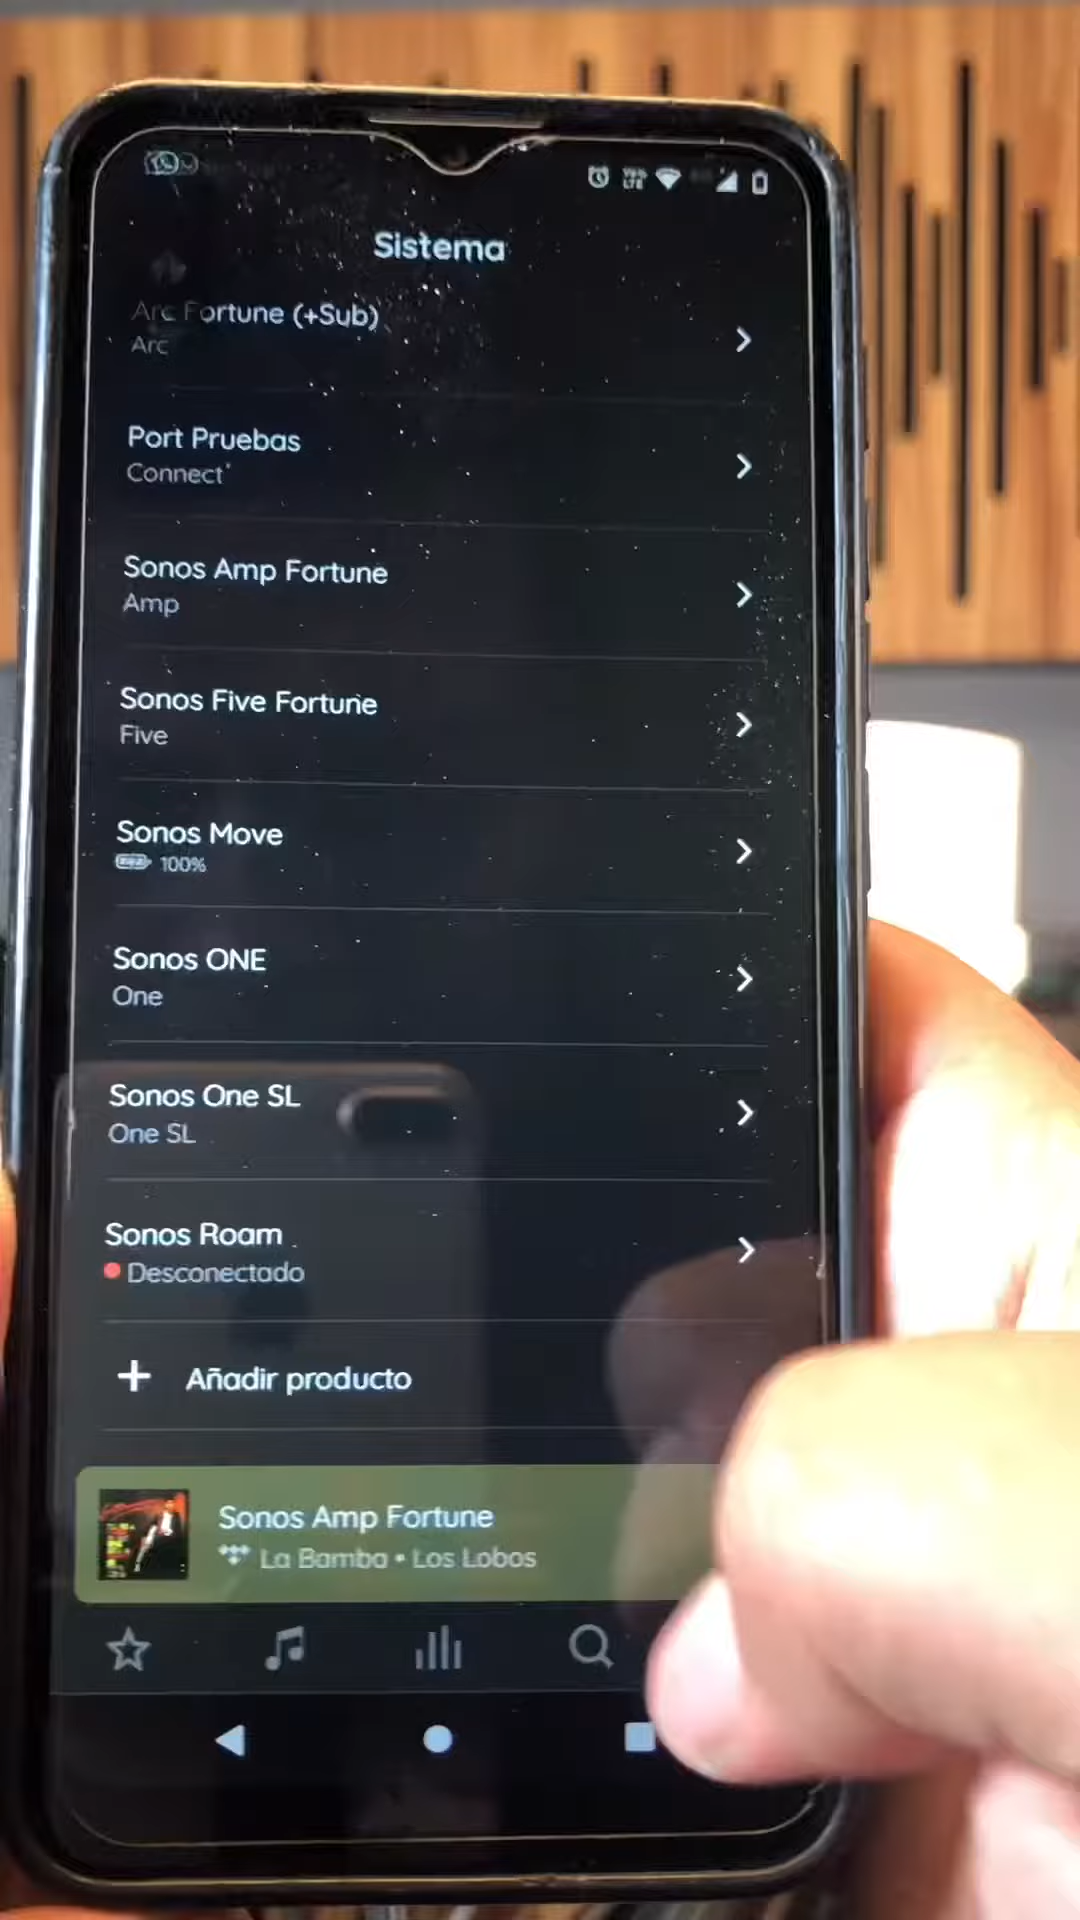 Sistema
Arc Fortune (+Sub)
Arc
Port Pruebas
Connect
Sonos Amp Fortune
Amp
Sonos Five Fortune
Five
Sonos Move
100%
Sonos ONE
One
Sonos One SL
One SL
Sonos Roam
Desconectado
+ Añadir producto
Sonos Amp Fortune
La Bamba • Los Lobos